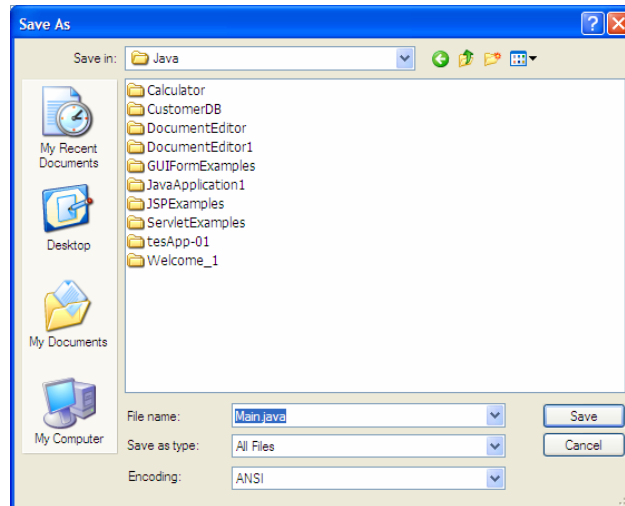 Save As
Save in: Java
Calculator
CustomerDB
DocumentEditor
DocumentEditor1
GUIFormExamples
JavaApplication1
JSPExamples
ServletExamples
tesApp-01
Welcome_1
My Recent
Documents
Desktop
My Documents
My Computer
File name: Main.java Save
Save as type: All Files Cancel
Encoding: ANSI